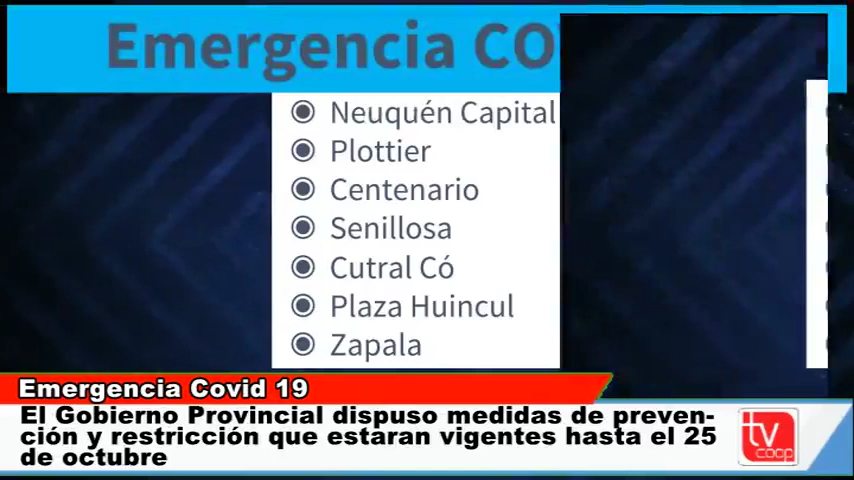 Emergencia CO
Neuquén Capital
Plottier
Centenario
Senillosa
Cutral Có
Plaza Huincul
Zapala
Emergencia Covid 19
El Gobierno Provincial dispuso medidas de preven-
ción y restricción que estaran vigentes hasta el 25
de octubre
tv
coop